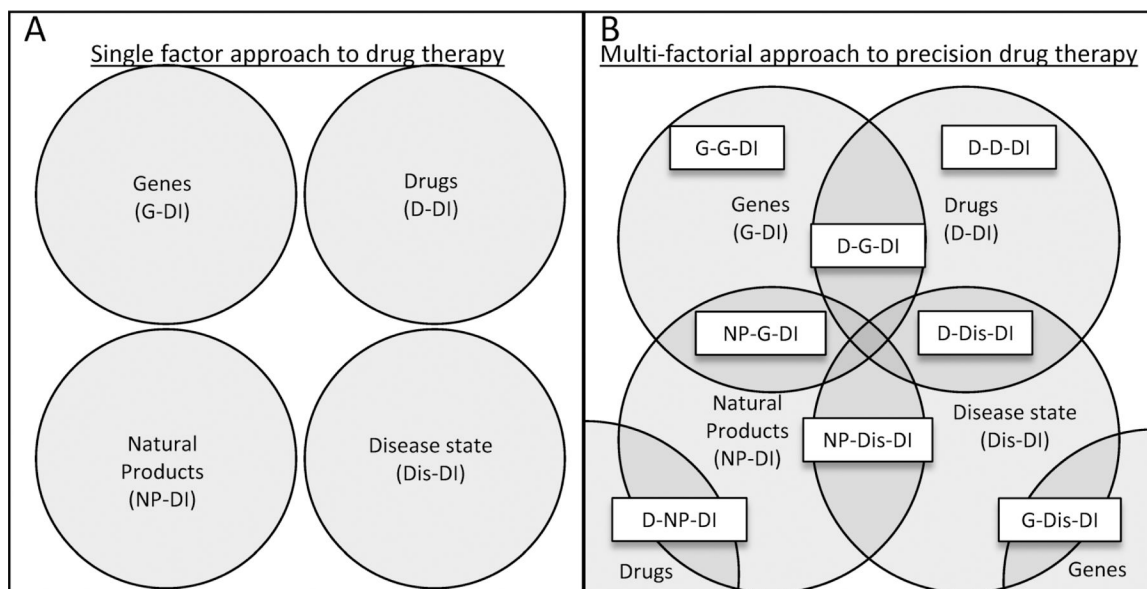 A
Single factor approach to drug therapy
Genes
(G-DI)
Drugs
(D-DI)
Natural
Products
(NP-DI)
Disease state
(Dis-DI)
B
Multi-factorial approach to precision drug therapy
G-G-DI
D-D-DI
Genes
(G-DI)
Drugs
(D-DI)
D-G-DI
NP-G-DI
D-Dis-DI
Natural
Products
(NP-DI)
Disease state
(Dis-DI)
NP-Dis-DI
D-NP-DI
G-Dis-DI
Drugs
Genes